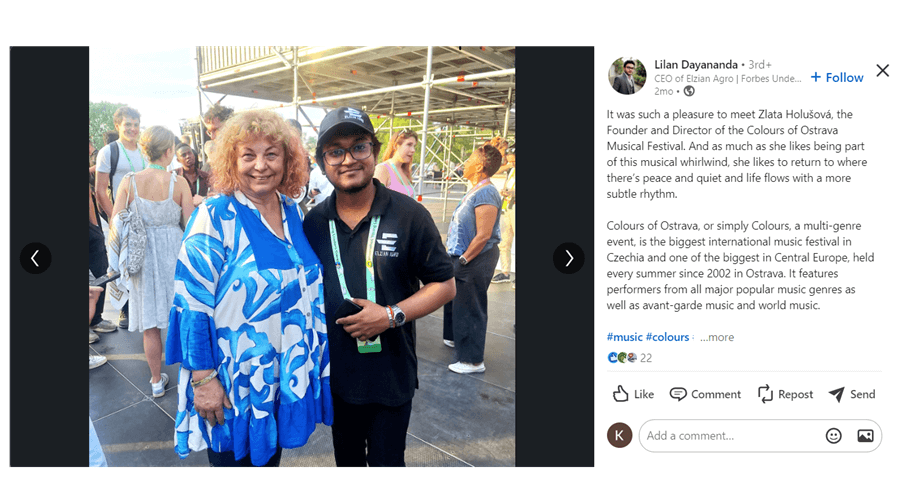 Lilan Dayananda • 3rd+
CEO of Elzian Agro | Forbes Unde...
2mo •
+ Follow
It was such a pleasure to meet Zlata Holušová, the
Founder and Director of the Colours of Ostrava
Musical Festival. And as much as she likes being part
of this musical whirlwind, she likes to return to where
there's peace and quiet and life flows with a more
subtle rhythm.
Colours of Ostrava, or simply Colours, a multi-genre
event, is the biggest international music festival in
Czechia and one of the biggest in Central Europe, held
every summer since 2002 in Ostrava. It features
performers from all major popular music genres as
well as avant-garde music and world music.
#music #colours ...more
22
Like Comment Repost Send
K Add a comment...
ELZIAN AGRO
ELZIAN AGRO